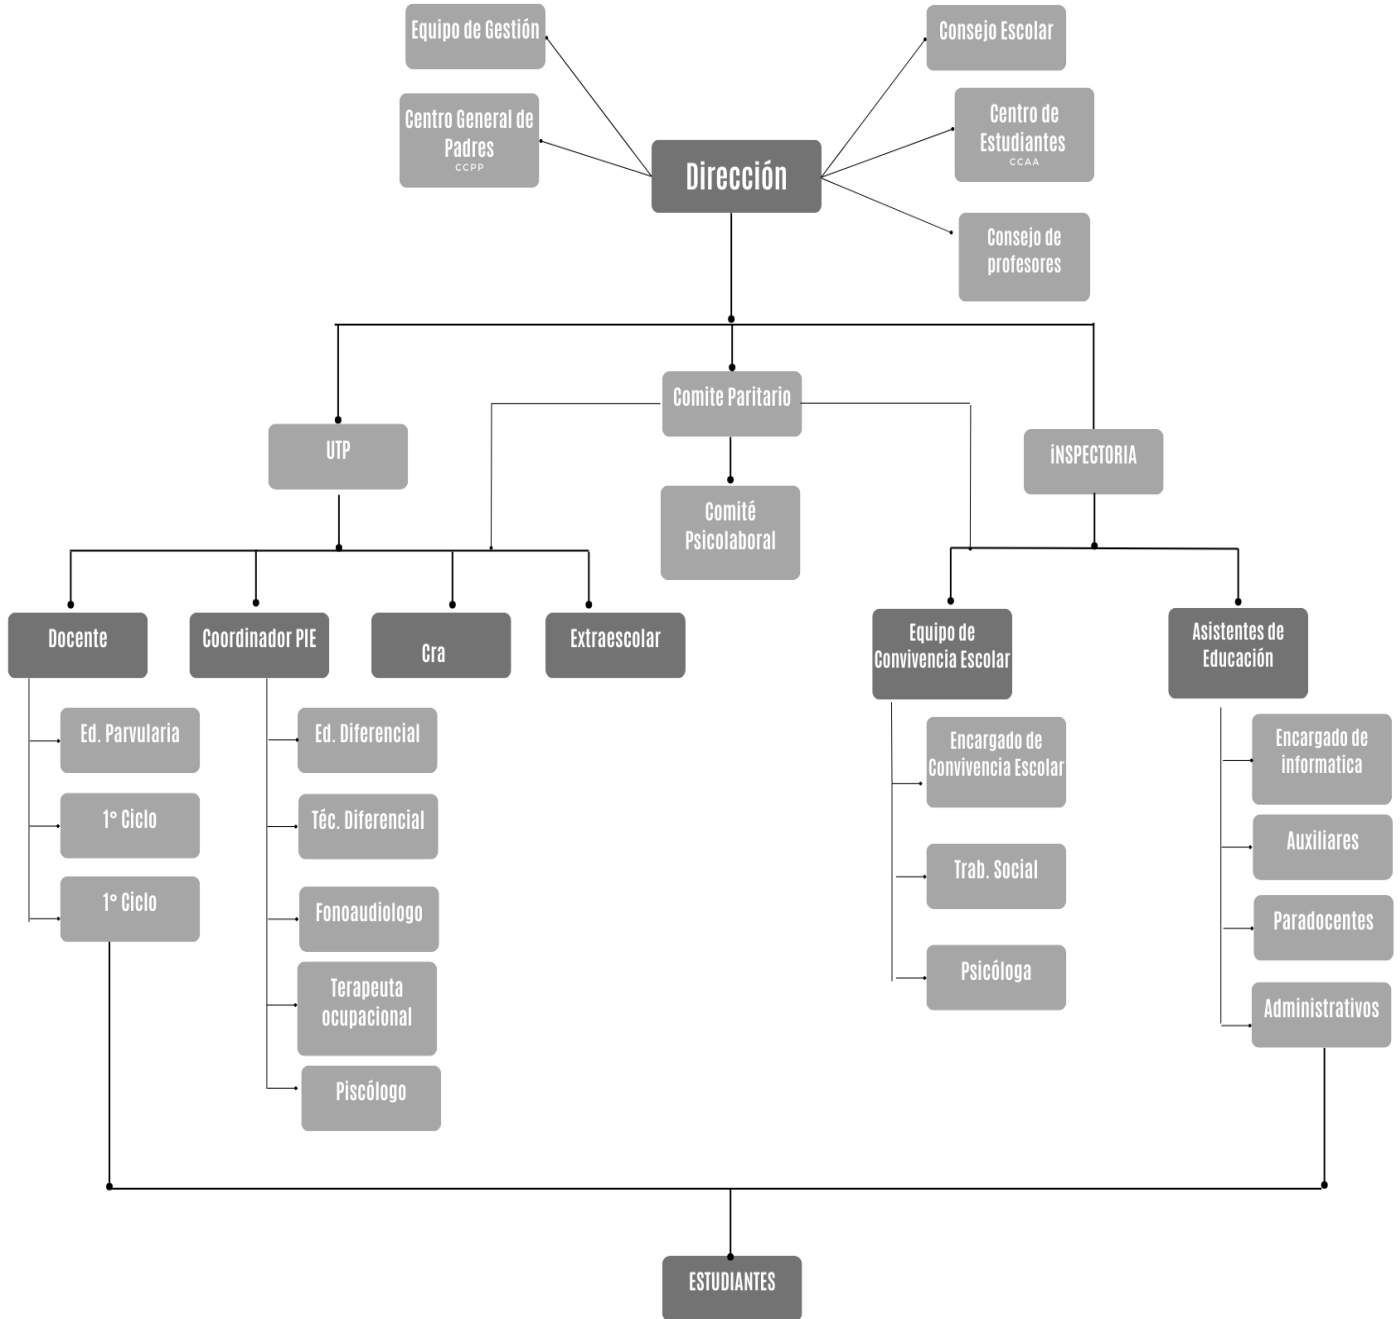 Equipo de Gestión
Consejo Escolar
Centro General de
Padres
CCPP
Centro de
Estudiantes
CCAA
Dirección
Consejo de
profesores
Comite Paritario
UTP
iNSPECTORIA
Comité
Psicolaboral
Docente
Coordinador PIE
Cra
Extraescolar
Equipo de
Convivencia Escolar
Asistentes de
Educación
Ed. Parvularia
1° Ciclo
1° Ciclo
Ed. Diferencial
Téc. Diferencial
Fonoaudiologo
Terapeuta
ocupacional
Piscólogo
Encargado de
Convivencia Escolar
Trab. Social
Psicóloga
Encargado de
informatica
Auxiliares
Paradocentes
Administrativos
ESTUDIANTES